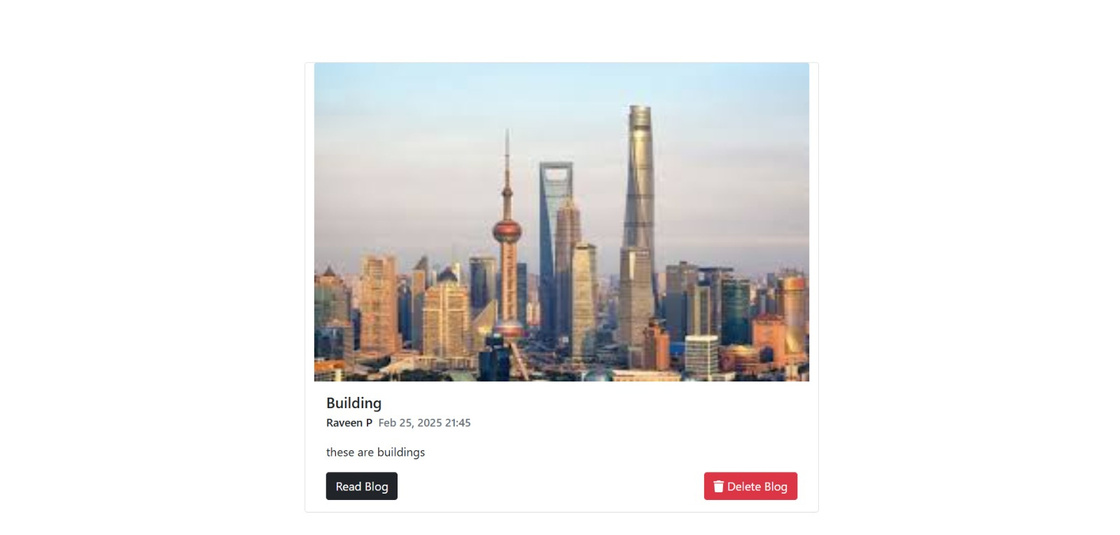 Building
Raveen P Feb 25, 2025 21:45
these are buildings
Read Blog
Delete Blog